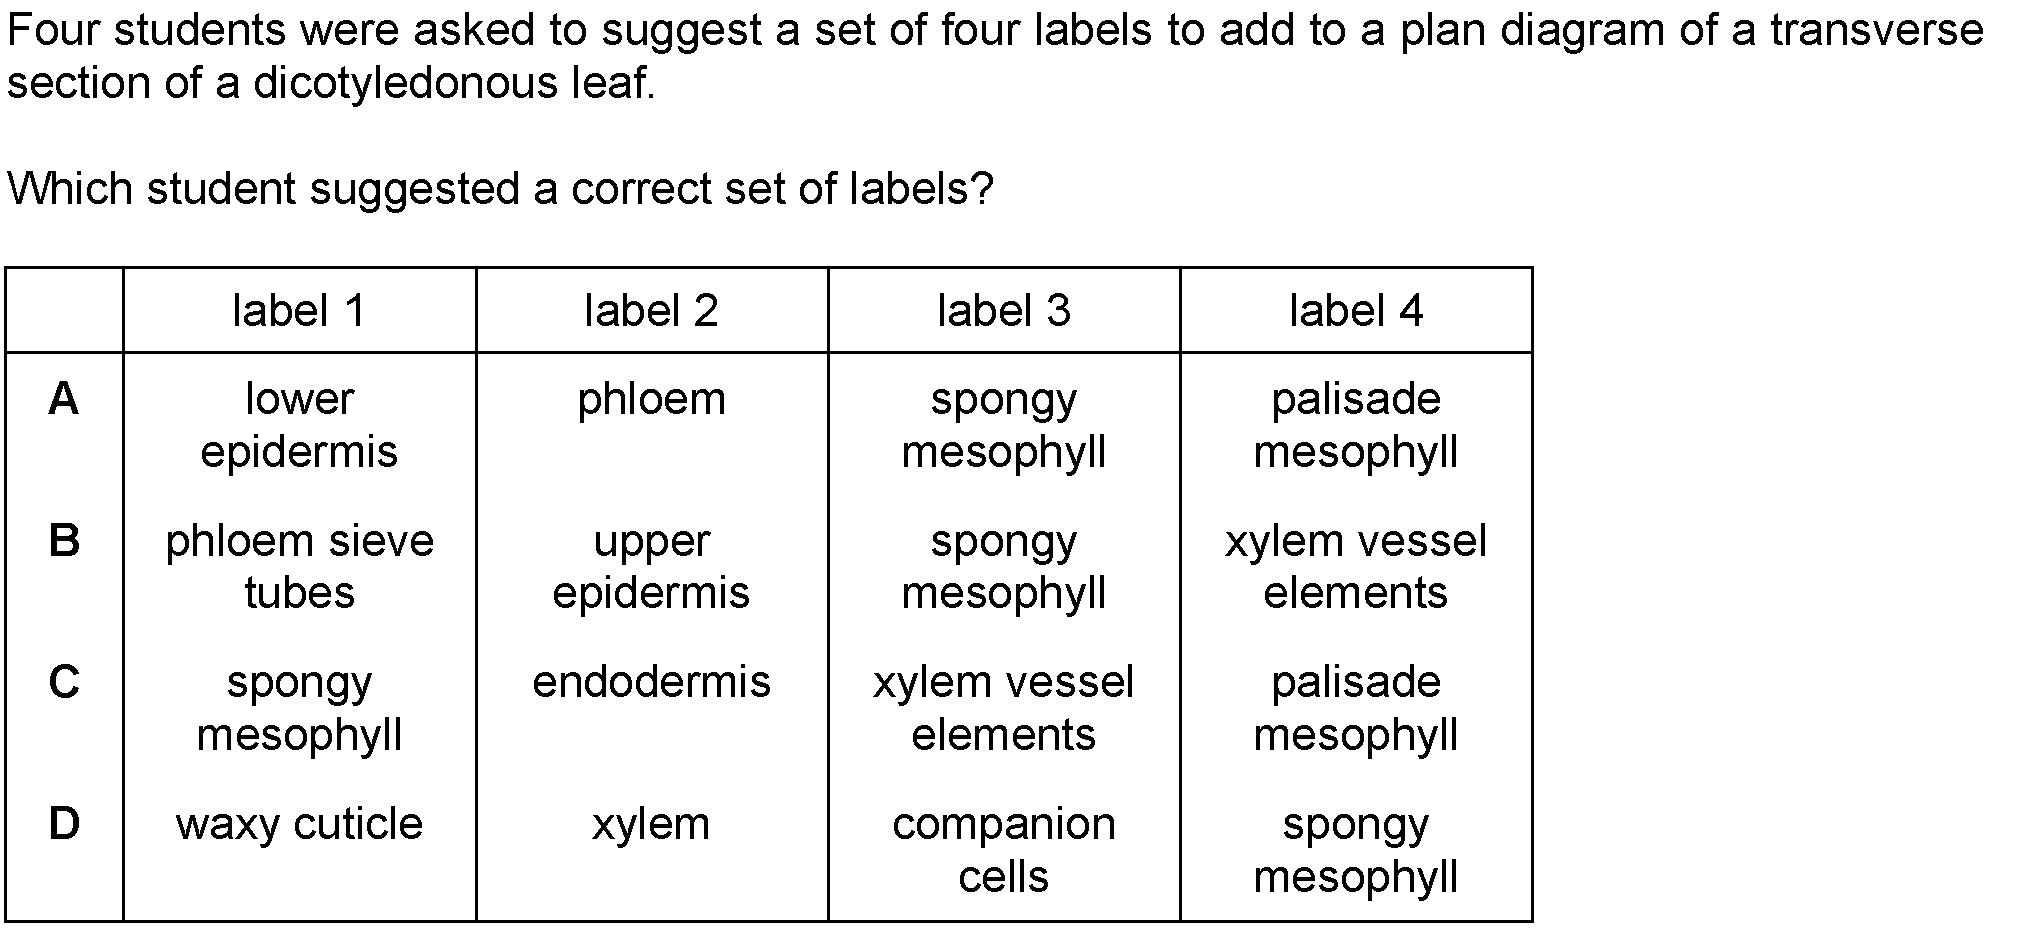 Four students were asked to suggest a set of four labels to add to a plan diagram of a transverse
section of a dicotyledonous leaf.
Which student suggested a correct set of labels?
label 1 label 2 label 3 label 4
A lower phloem spongy palisade
epidermis mesophyll mesophyll
B phloem sieve upper spongy xylem vessel
tubes epidermis mesophyll elements
C spongy endodermis xylem vessel palisade
mesophyll elements mesophyll
D waxy cuticle xylem companion spongy
cells mesophyll